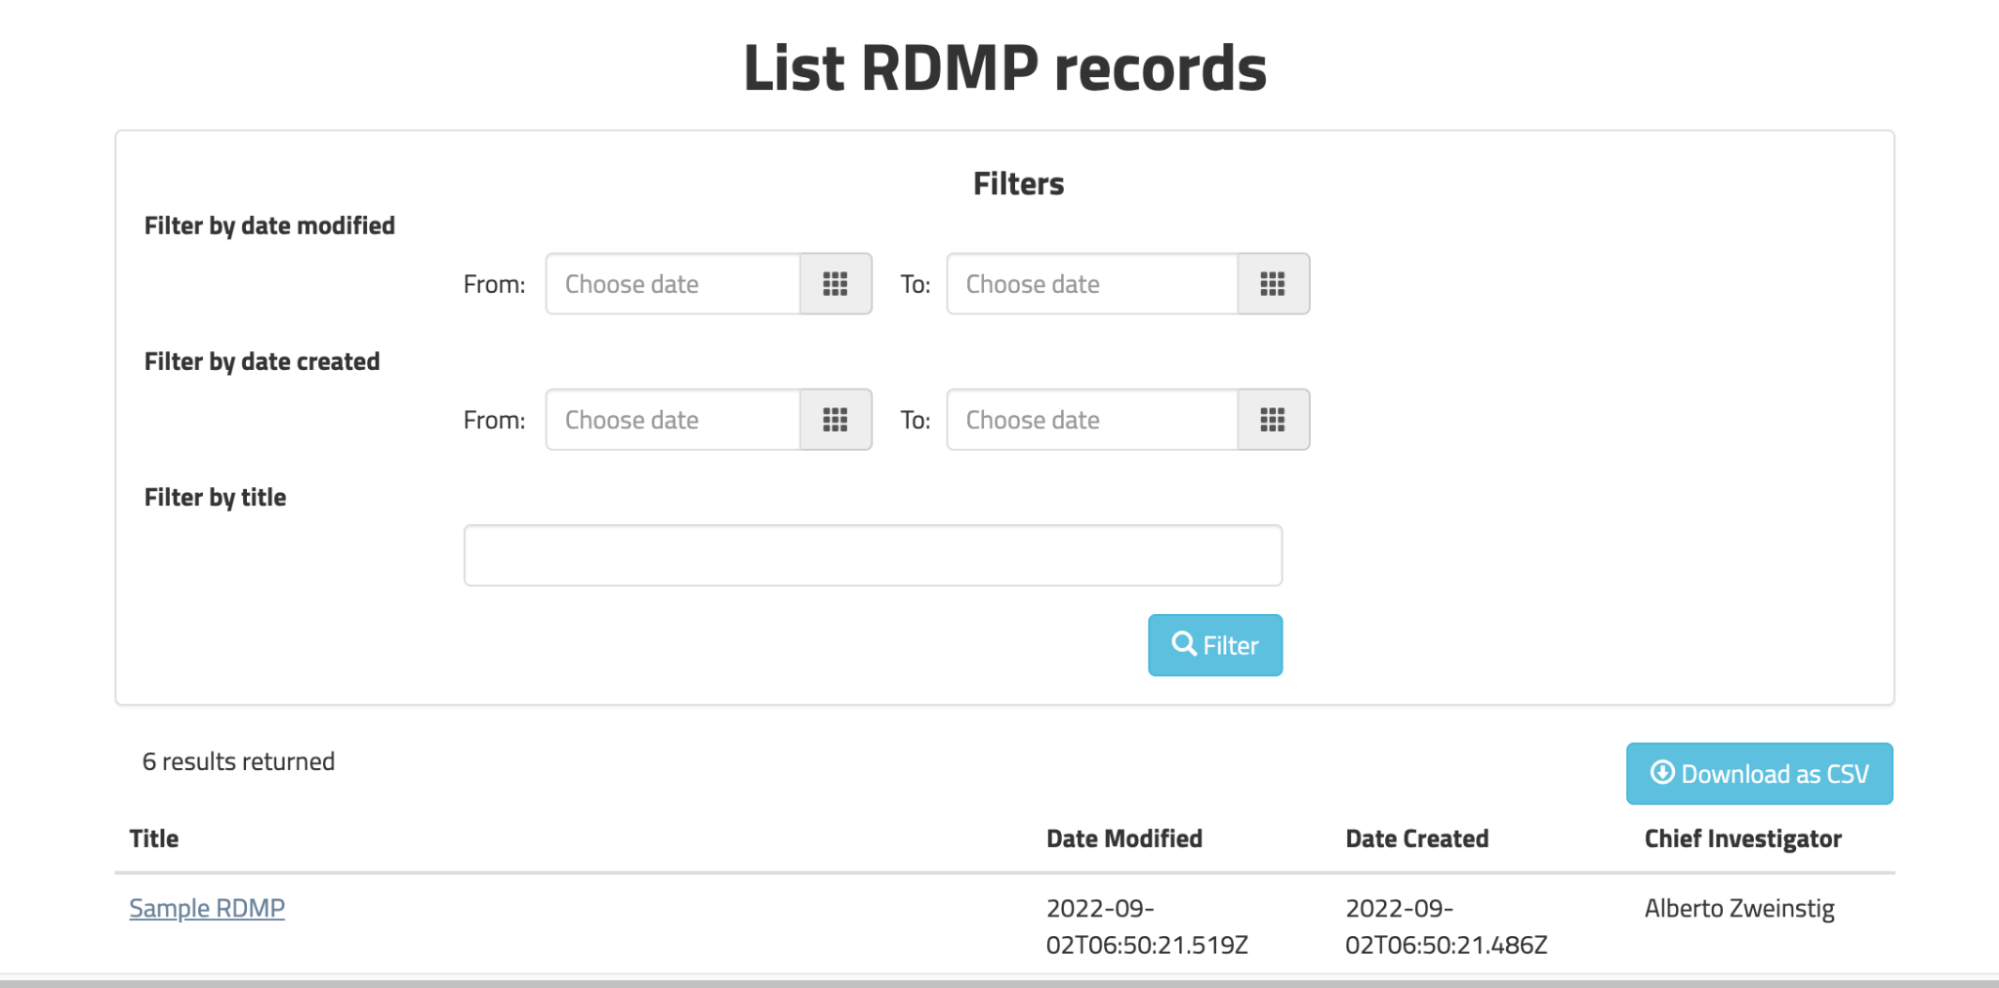 List RDMP records
Filters
Filter by date modified
From: Choose date To: Choose date
Filter by date created
From: Choose date To: Choose date
Filter by title
Filter
6 results returned
Download as CSV
Title Date Modified Date Created Chief Investigator
Sample RDMP 2022-09- 2022-09- Alberto Zweinstig
02T06:50:21.519Z 02T06:50:21.486Z